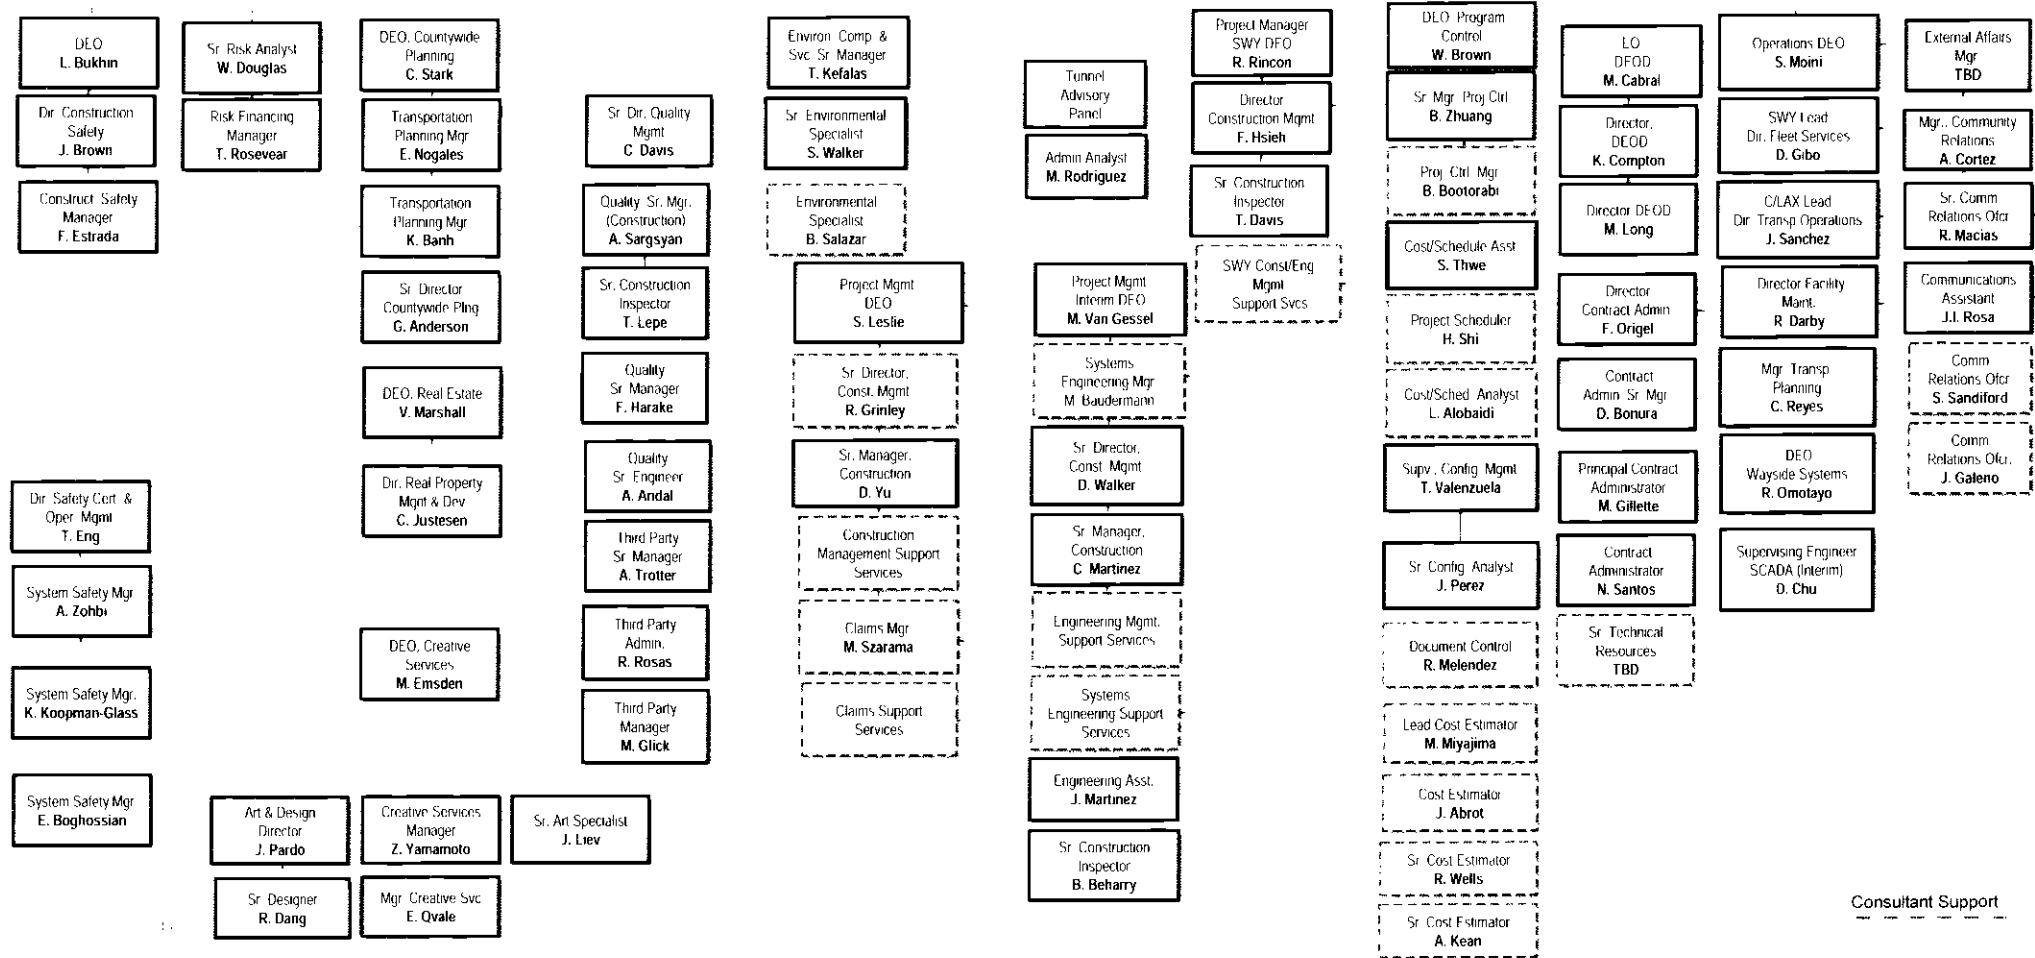 DEO
L. Bukhin
Dir Construction
Safety
J. Brown
Construct Safety
Manager
F. Estrada
Dir Safety Cert &
Oper Mgmt
T. Eng
System Safety Mgr
A. Zohbi
System Safety Mgr.
K. Koopman-Glass
System Safety Mgr
E. Boghossian
Sr Risk Analyst
W. Douglas
Risk Financing
Manager
T. Rosevear
DEO, Countywide
Planning
C. Stark
Transportation
Planning Mgr
E. Nogales
Transportation
Planning Mgr
K. Banh
Sr Director
Countywide Plng
G. Anderson
DEO, Real Estate
V. Marshall
Dir. Real Property
Mgnt & Dev
C. Justesen
DEO, Creative
Services
M. Emsden
Art & Design
Director
J. Pardo
Sr Designer
R. Dang
Creative Services
Manager
Z. Yamamoto
Mgr Creative Svc
E. Qvale
Sr. Art Specialist
J. Liev
Sr Dir. Quality
Mgmt
C. Davis
Quality Sr. Mgr.
(Construction)
A. Sargsyan
Sr. Construction
Inspector
T. Lepe
Quality
Sr Manager
F. Harake
Quality
Sr Engineer
A. Andal
Third Party
Sr Manager
A. Trotter
Third Party
Admin.
R. Rosas
Third Party
Manager
M. Glick
Environ Comp &
Svc Sr Manager
T. Kefalas
Sr Environmental
Specialist
S. Walker
Environmental
Specialist
B. Salazar
Project Mgmt
DEO
S. Leslie
Sr Director,
Const. Mgmt
R. Grinley
Sr. Manager,
Construction
D. Yu
Construction
Management Support
Services
Claims Mgr
M. Szarama
Claims Support
Services
Tunnel
Advisory
Panel
Admin Analyst
M. Rodriguez
Project Mgmt
Interim DEO
M. Van Gessel
Systems
Engineering Mgr
M. Baudermann
Sr Director,
Const Mgmt
D. Walker
Sr Manager,
Construction
C. Martinez
Engineering Mgmt.
Support Services
Systems
Engineering Support
Services
Engineering Asst.
J. Martinez
Sr Construction
Inspector
B. Beharry
Project Manager
SWY DEO
R. Rincon
Director
Construction Mgmt
F. Hsieh
Sr Construction
Inspector
T. Davis
SWY Const/Eng
Mgmt
Support Svcs
DEO Program
Control
W. Brown
Sr Mgr Proj Ctrl
B. Zhuang
Proj Ctrl Mgr
B. Bootorabi
Cost/Schedule Asst
S. Thwe
Project Scheduler
H. Shi
Cost/Sched Analyst
L. Alobaidi
Supv., Config Mgmt
T. Valenzuela
Sr Config Analyst
J. Perez
Document Control
R. Melendez
Lead Cost Estimator
M. Miyajima
Cost Estimator
J. Abrot
Sr Cost Estimator
R. Wells
Sr Cost Estimator
A. Kean
DEOD
M. Cabral
Director,
DEOD
K. Compton
Director DEOD
M. Long
Director
Contract Admin
F. Origel
Contract
Admin Sr Mgr
D. Bonura
Principal Contract
Administrator
M. Gillette
Contract
Administrator
N. Santos
Sr Technical
Resources
TBD
Operations DEO
S. Moini
SWY Lead
Dir. Fleet Services
D. Gibo
C/LAX Lead
Dir Transp Operations
J. Sanchez
Director Facility
Maint.
R. Darby
Mgr Transp
Planning
C. Reyes
DEO
Wayside Systems
R. Omotayo
Supervising Engineer
SCADA (Interim)
D. Chu
External Affairs
Mgr
TBD
Mgr., Community
Relations
A. Cortez
Sr. Comm
Relations Ofcr
R. Macias
Communications
Assistant
J.I. Rosa
Comm
Relations Ofcr
S. Sandiford
Comm
Relations Ofcr.
J. Galeno
Consultant Support